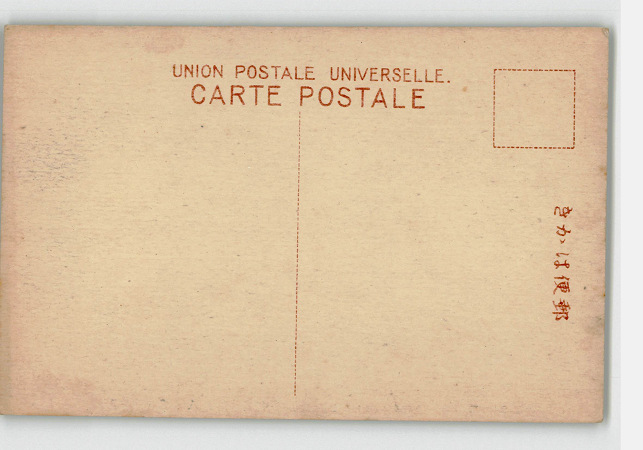 UNION POSTALE UNIVERSELLE.
CARTE POSTALE
きかは便郵